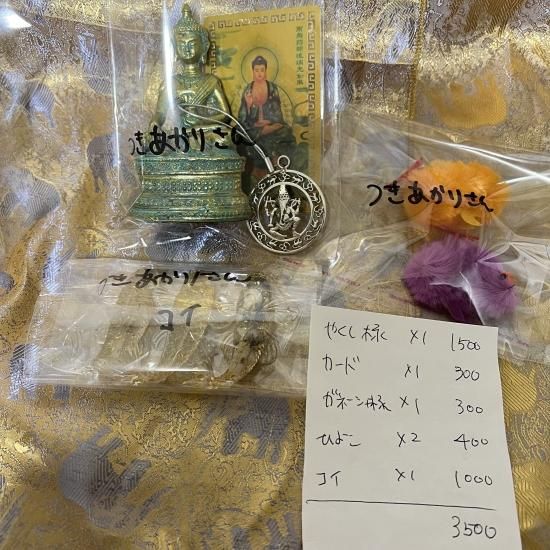 つきあかりさん
つきあかりさん
つきあかりさん
コイ
やくし様 ×1 1500
カード ×1 300
ガネーシャ様 ×1 300
ひよこ ×2 400
コイ ×1 1000
3500